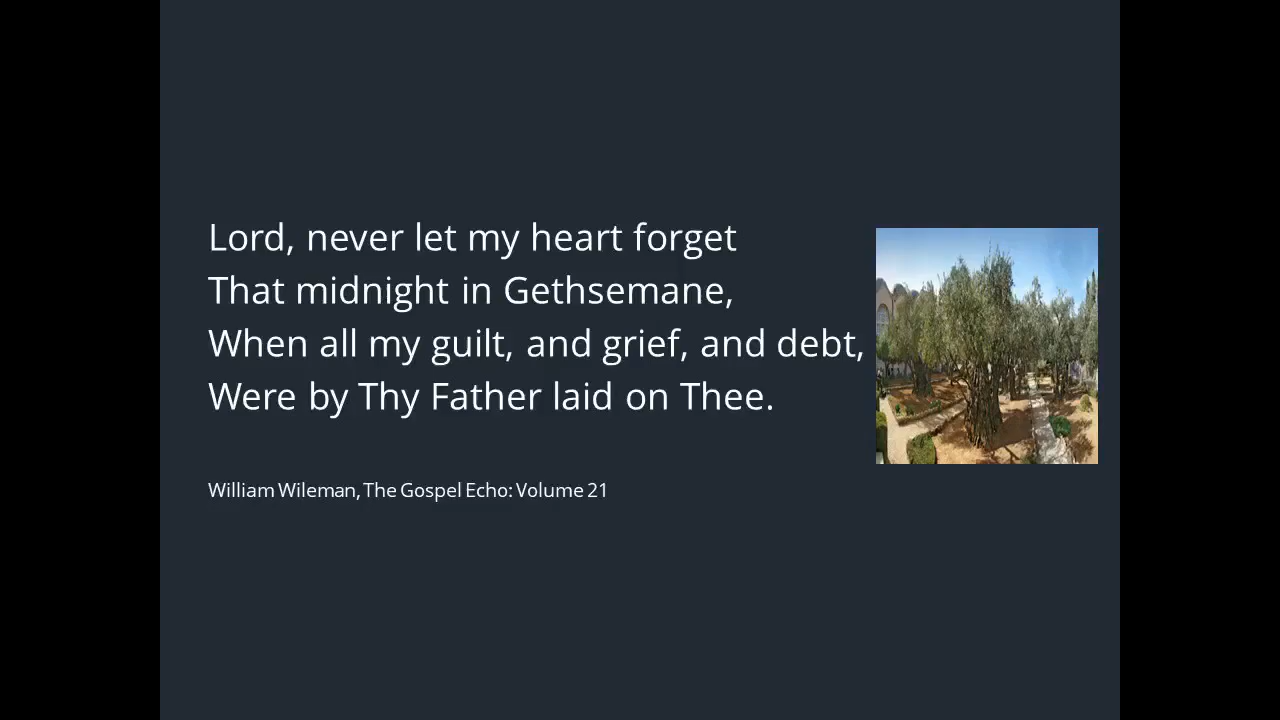 Lord, never let my heart forget
That midnight in Gethsemane,
When all my guilt, and grief, and debt,
Were by Thy Father laid on Thee.
William Wileman, The Gospel Echo: Volume 21